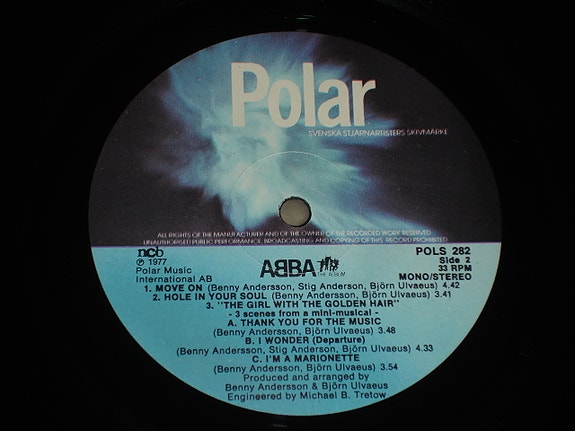 Polar
SVENSKA STJÄRNARTISTERS SKIVMÄRKE
ALL RIGHTS OF THE MANUFACTURER AND OF THE OWNER OF THE RECORDED WORK RESERVED
UNAUTHORISED PUBLIC PERFORMANCE, BROADCASTING AND COPYING OF THIS RECORD PROHIBITED
ncb
℗ 1977
Polar Music
International AB
ABBA
THE ALBUM
POLS 282
Side 2
33 RPM
MONO/STEREO
1. MOVE ON (Benny Andersson, Stig Anderson, Björn Ulvaeus) 4.42
2. HOLE IN YOUR SOUL (Benny Andersson, Björn Ulvaeus) 3.41
3. "THE GIRL WITH THE GOLDEN HAIR"
- 3 scenes from a mini-musical -
A. THANK YOU FOR THE MUSIC
(Benny Andersson, Björn Ulvaeus) 3.48
B. I WONDER (Departure)
(Benny Andersson, Stig Anderson, Björn Ulvaeus) 4.33
C. I'M A MARIONETTE
(Benny Andersson, Björn Ulvaeus) 3.54
Produced and arranged by
Benny Andersson & Björn Ulvaeus
Engineered by Michael B. Tretow